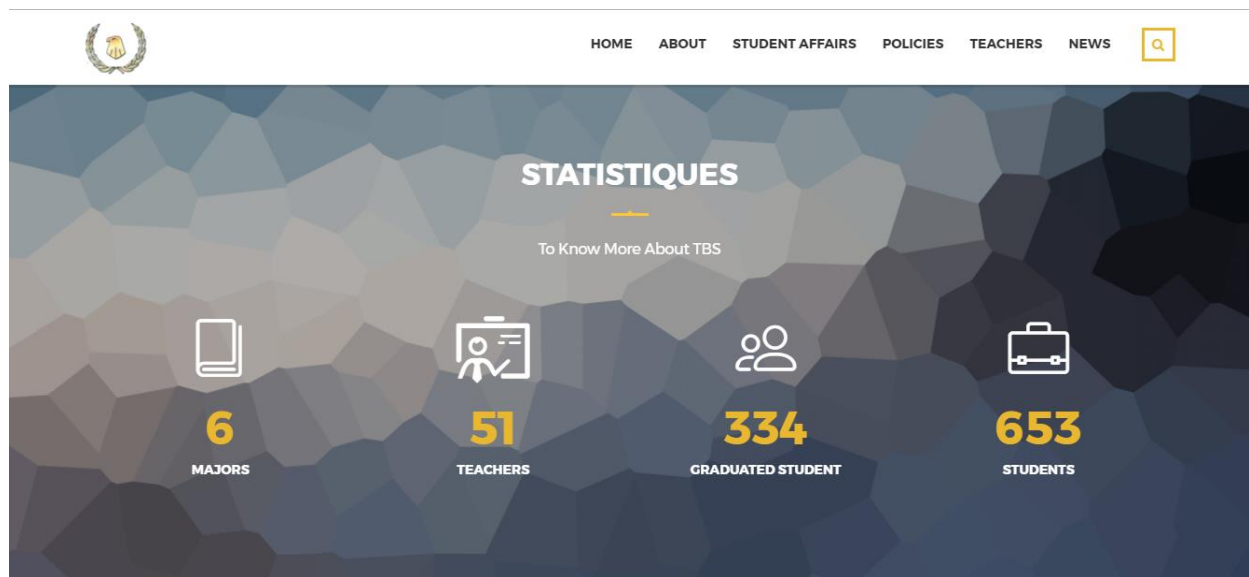 HOME ABOUT STUDENT AFFAIRS POLICIES TEACHERS NEWS
STATISTIQUES
To Know More About TBS
6 51 334 653
MAJORS TEACHERS GRADUATED STUDENT STUDENTS